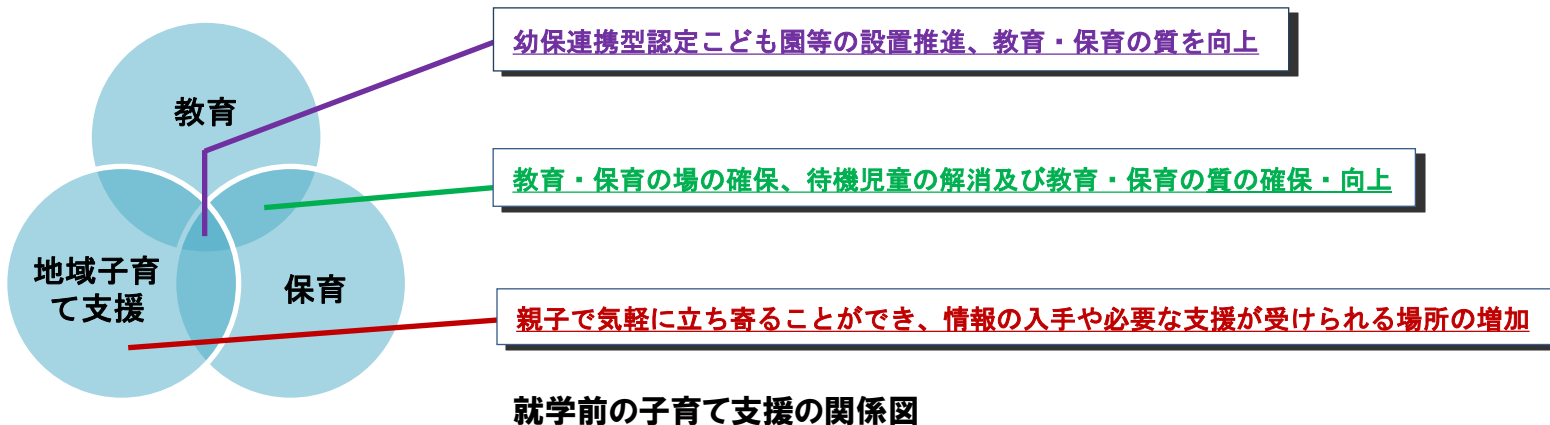 幼保連携型認定こども園等の設置推進、教育・保育の質を向上
教育
教育・保育の場の確保、待機児童の解消及び教育・保育の質の確保・向上
地域子育
て支援
保育
親子で気軽に立ち寄ることができ、情報の入手や必要な支援が受けられる場所の増加
就学前の子育て支援の関係図